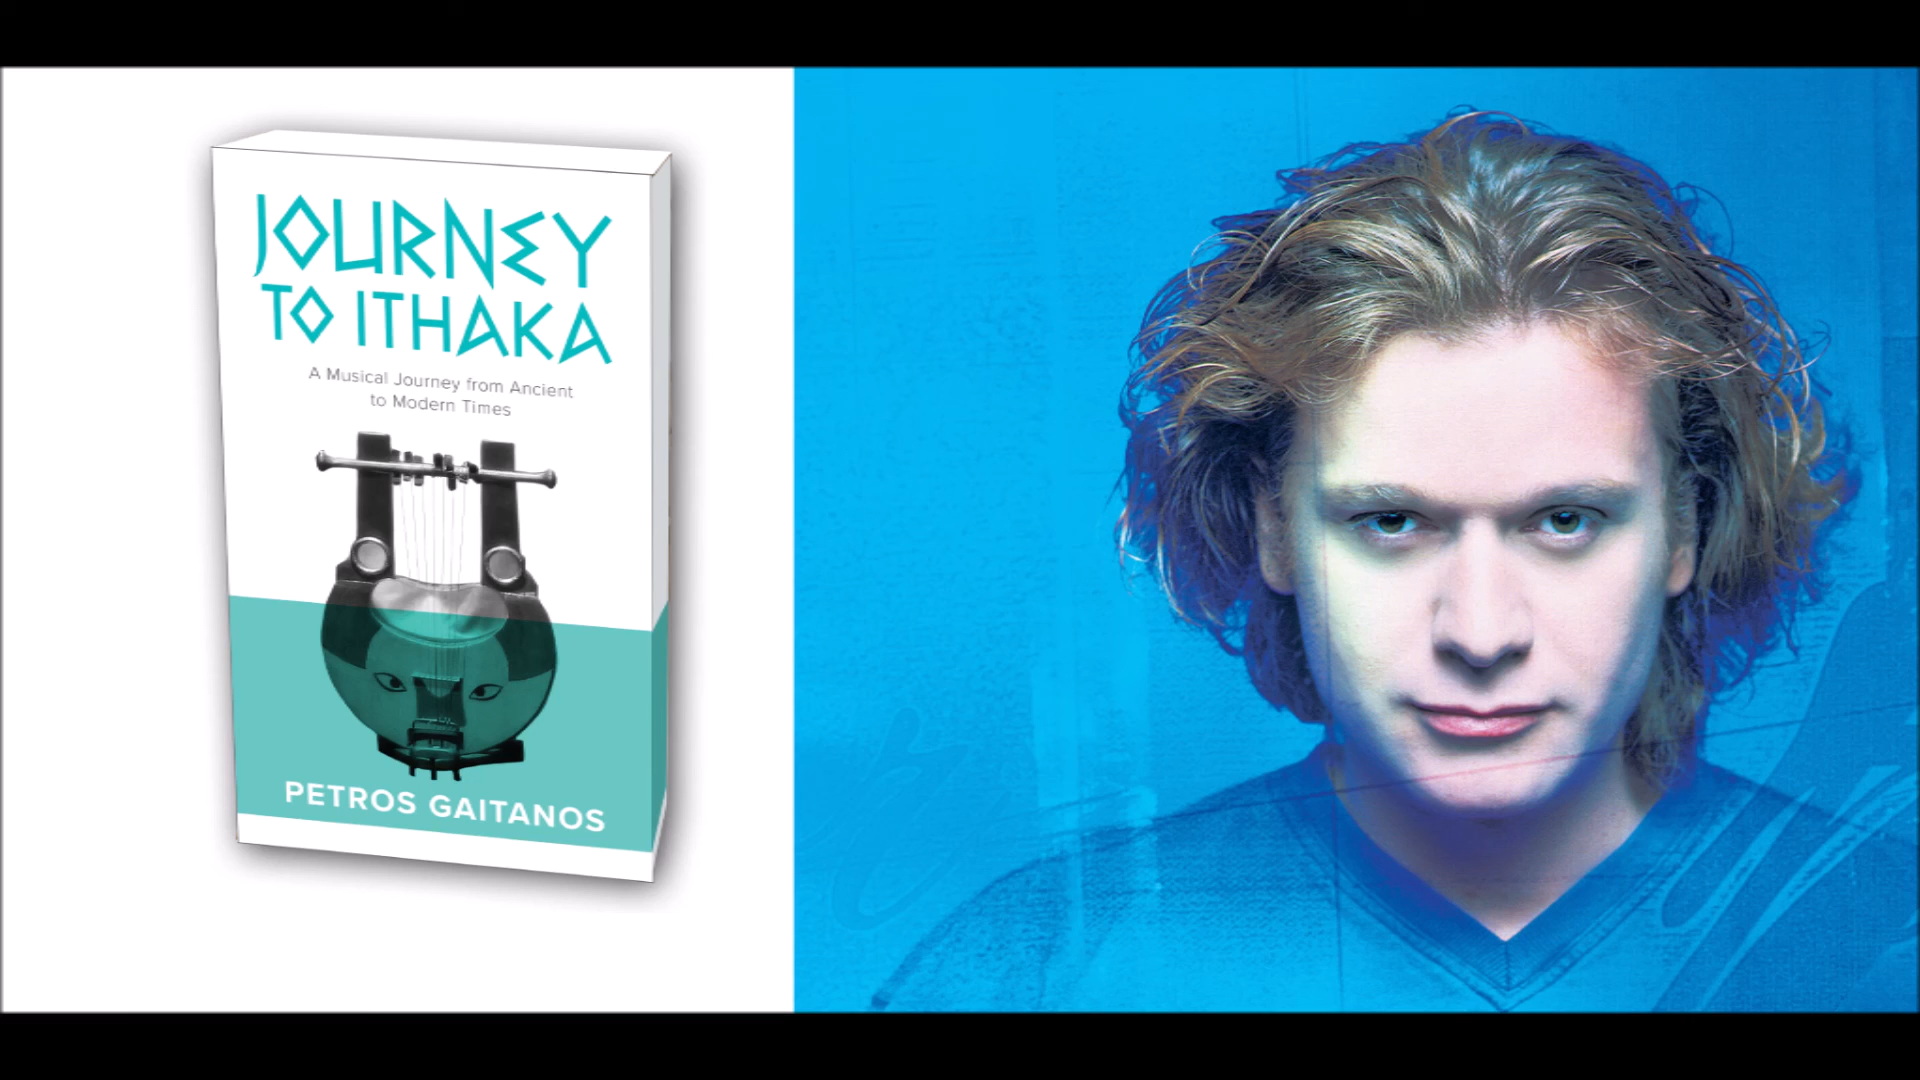 JOURNEY
TO ITHAKA
A Musical Journey from Ancient
to Modern Times
PETROS GAITANOS